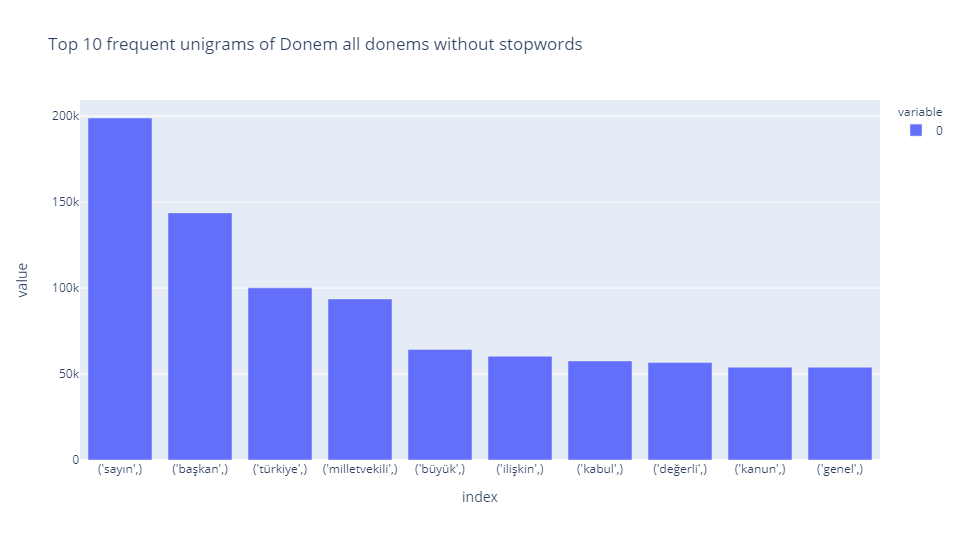 Top 10 frequent unigrams of Donem all donems without stopwords
variable
0
200k
150k
100k
50k
0
value
('sayın',) ('başkan',) ('türkiye',) ('milletvekili',) ('büyük',) ('ilişkin',) ('kabul',) ('değerli',) ('kanun',) ('genel',)
index